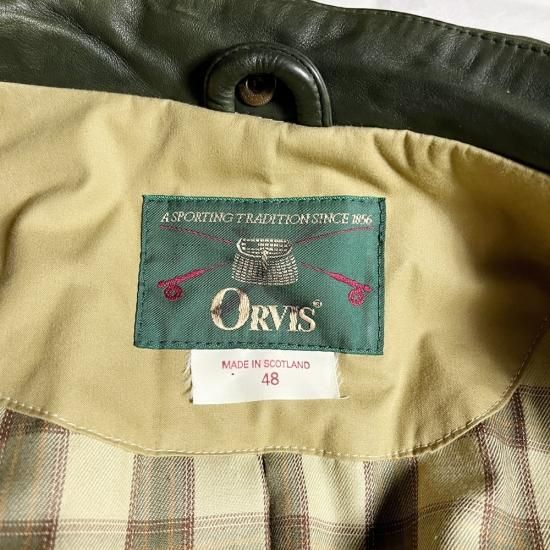 A SPORTING TRADITION SINCE 1856
ORVIS®
MADE IN SCOTLAND
48